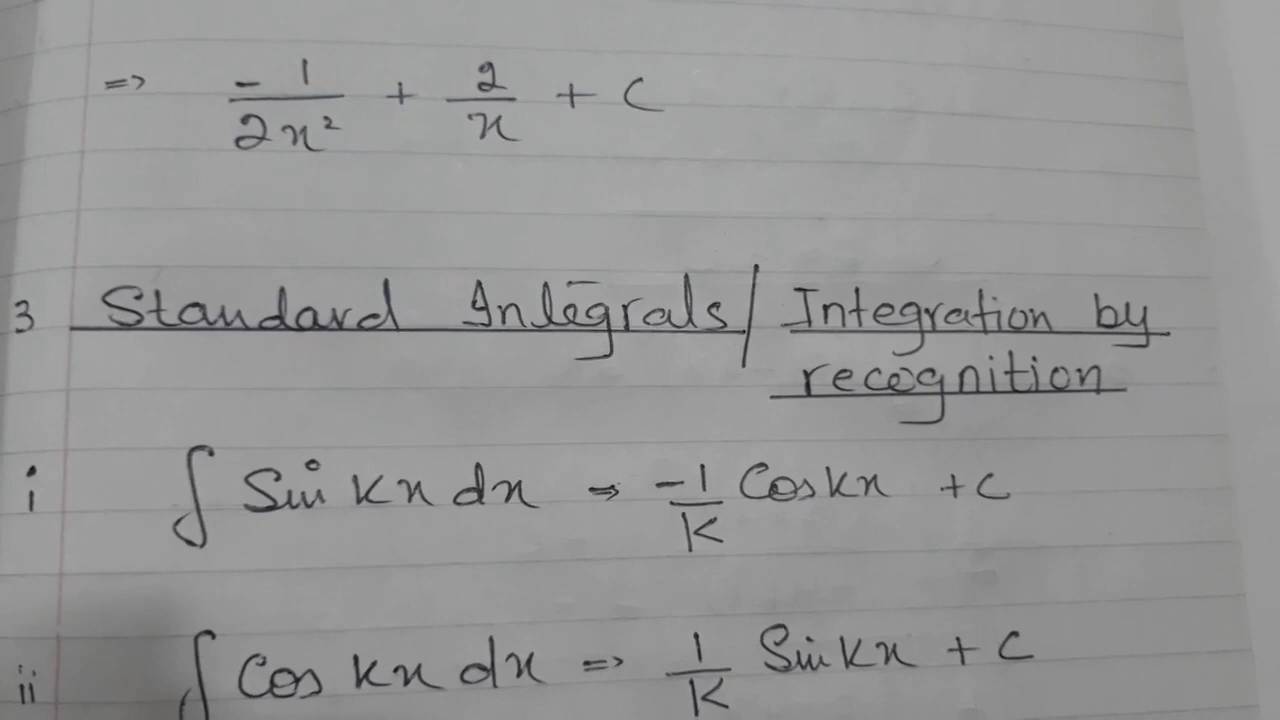 => -1/2x² + 2/x + C
3 Standard Integrals / Integration by
recognition
i ∫ Sin kx dx => -1/K Cos kx + C
ii ∫ Cos kx dx => 1/K Sin kx + C